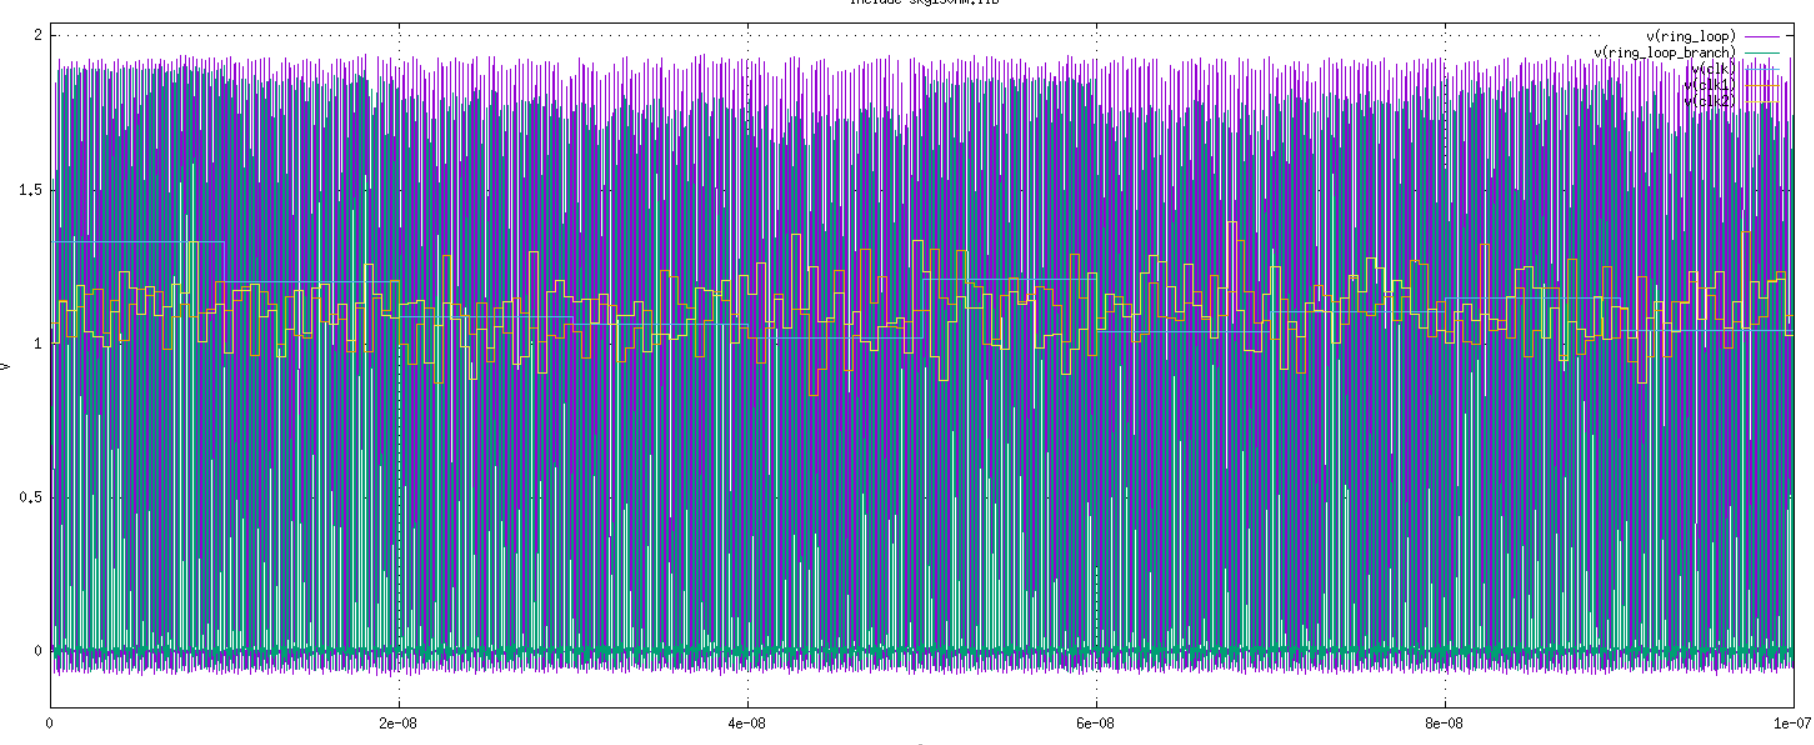 include sky130nm.lib
2
v(ring_loop)
v(ring_loop_branch)
v(clk)
v(clk1)
v(clk2)
1.5
1
V
0.5
0
0
2e-08
4e-08
6e-08
8e-08
1e-07